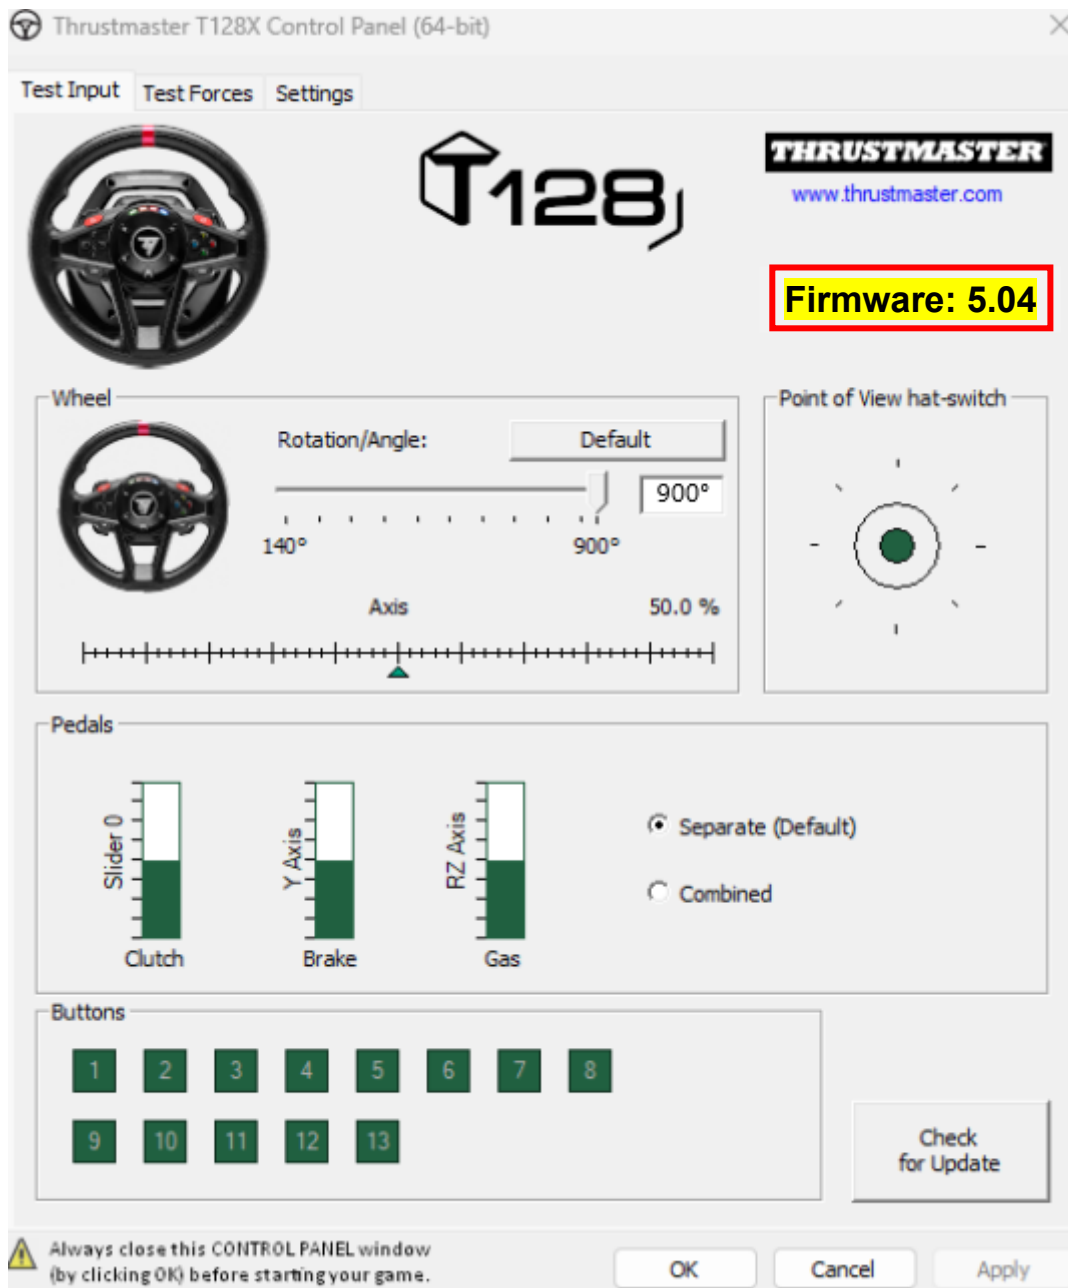 Thrustmaster T128X Control Panel (64-bit)
Test Input Test Forces Settings
T128
THRUSTMASTER
www.thrustmaster.com
Firmware: 5.04
Wheel
Rotation/Angle: Default
900°
140° 900°
Axis 50.0 %
Point of View hat-switch
Pedals
Slider 0
Clutch
Y Axis
Brake
RZ Axis
Gas
Separate (Default)
Combined
Buttons
1 2 3 4 5 6 7 8
9 10 11 12 13
Check
for Update
Always close this CONTROL PANEL window
(by clicking OK) before starting your game.
OK Cancel Apply